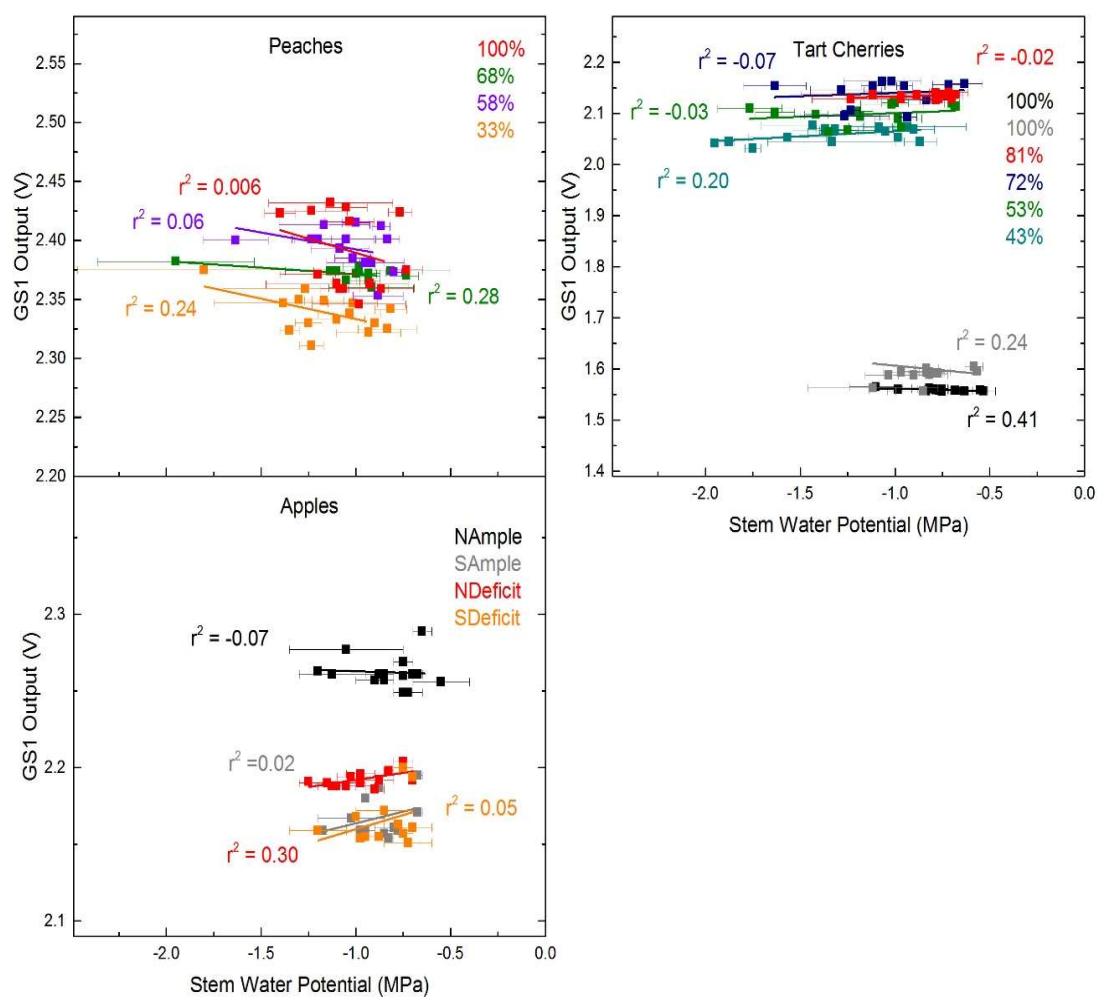 Peaches
100%
68%
58%
33%
r² = 0.006
r² = 0.06
r² = 0.28
r² = 0.24
GS1 Output (V)
2.55
2.50
2.45
2.40
2.35
2.30
2.25
2.20
Tart Cherries
r² = -0.07
r² = -0.02
100%
100%
81%
72%
53%
43%
r² = -0.03
r² = 0.20
r² = 0.24
r² = 0.41
GS1 Output (V)
2.2
2.1
2.0
1.9
1.8
1.7
1.6
1.5
1.4
-2.0 -1.5 -1.0 -0.5 0.0
Stem Water Potential (MPa)
Apples
NAmple
SAmple
NDeficit
SDeficit
r² = -0.07
r² =0.02
r² = 0.05
r² = 0.30
GS1 Output (V)
2.3
2.2
2.1
-2.0 -1.5 -1.0 -0.5 0.0
Stem Water Potential (MPa)